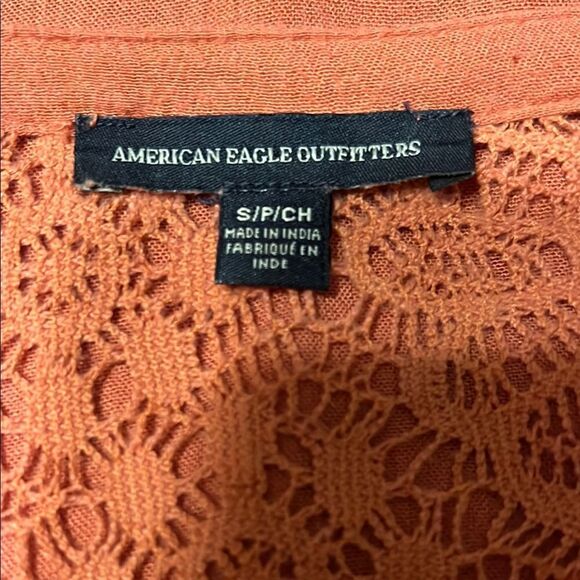 AMERICAN EAGLE OUTFITTERS
S/P/CH
MADE IN INDIA
FABRIQUÉ EN
INDE